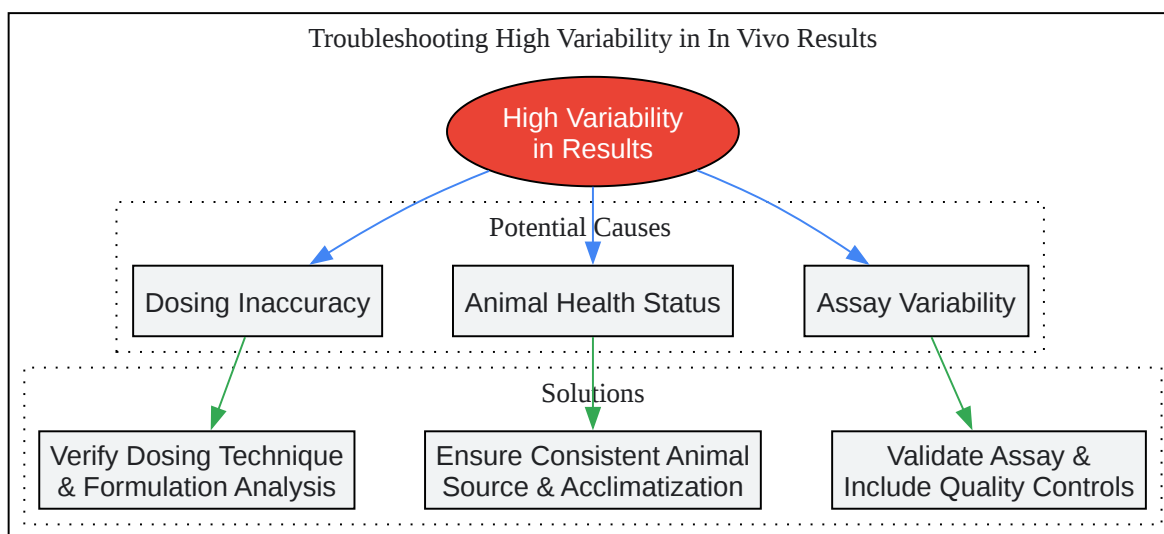 Troubleshooting High Variability in In Vivo Results
High Variability
in Results
Potential Causes
Dosing Inaccuracy
Animal Health Status
Assay Variability
Solutions
Verify Dosing Technique
& Formulation Analysis
Ensure Consistent Animal
Source & Acclimatization
Validate Assay &
Include Quality Controls